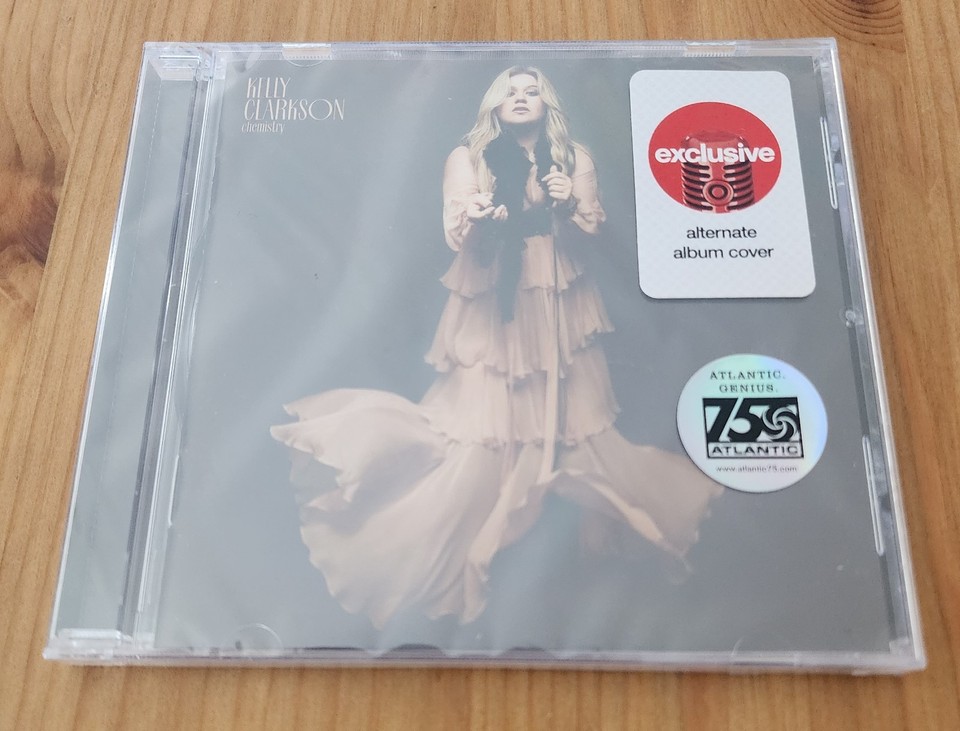 KELLY
CLARKSON
chemistry
exclusive
alternate
album cover
ATLANTIC.
GENIUS.
75
ATLANTIC
www.atlantic75.com